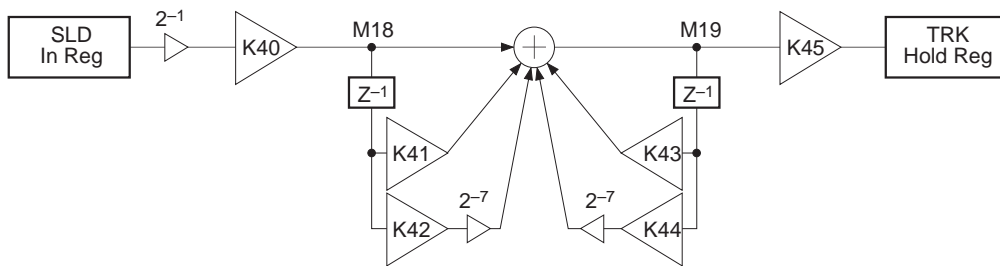 SLD
In Reg
2–1
K40
M18
M19
K45
TRK
Hold Reg
Z–1
Z–1
K41
K43
2–7
2–7
K42
K44